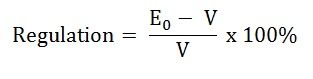 Regulation = E₀ − V / V x 100%